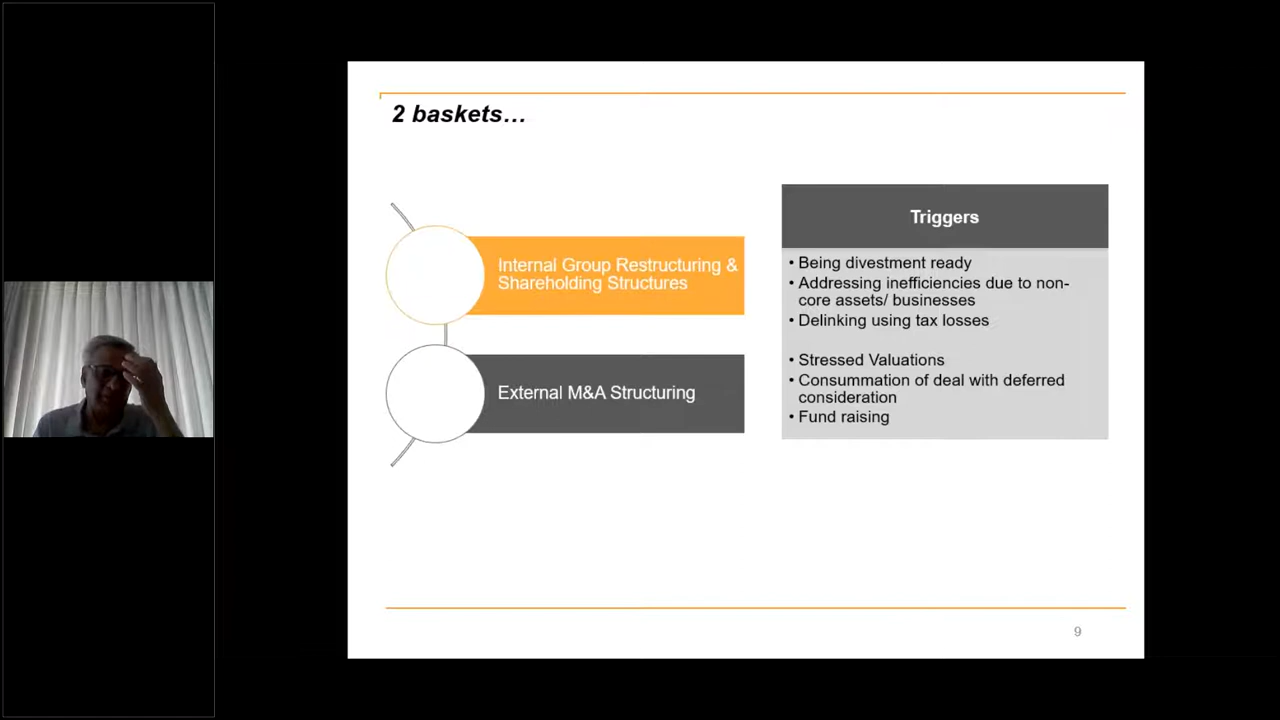 2 baskets...
Internal Group Restructuring &
Shareholding Structures
External M&A Structuring
Triggers
• Being divestment ready
• Addressing inefficiencies due to non-
core assets/ businesses
• Delinking using tax losses
• Stressed Valuations
• Consummation of deal with deferred
consideration
• Fund raising
9